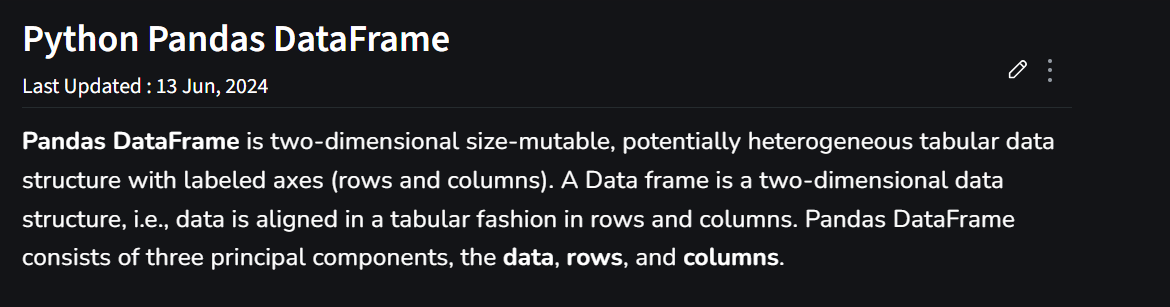 Python Pandas DataFrame
Last Updated : 13 Jun, 2024
Pandas DataFrame is two-dimensional size-mutable, potentially heterogeneous tabular data
structure with labeled axes (rows and columns). A Data frame is a two-dimensional data
structure, i.e., data is aligned in a tabular fashion in rows and columns. Pandas DataFrame
consists of three principal components, the data, rows, and columns.